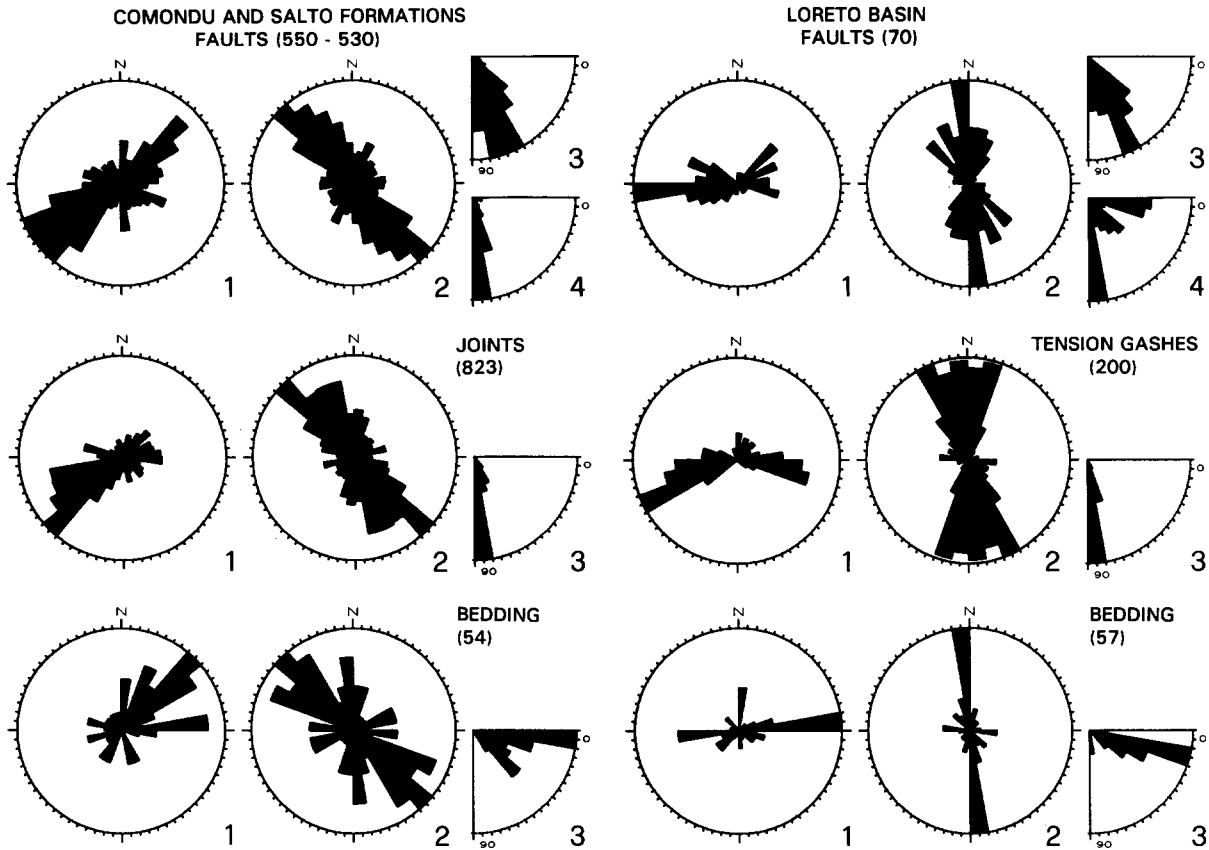 COMONDU AND SALTO FORMATIONS
FAULTS (550 - 530)
LORETO BASIN
FAULTS (70)
N
N
N
N
0
90
3
0
90
3
0
4
0
4
1
2
1
2
N
N
JOINTS
(823)
N
N
TENSION GASHES
(200)
0
90
0
90
1
2
3
1
2
3
N
N
BEDDING
(54)
N
N
BEDDING
(57)
0
90
0
90
1
2
3
1
2
3